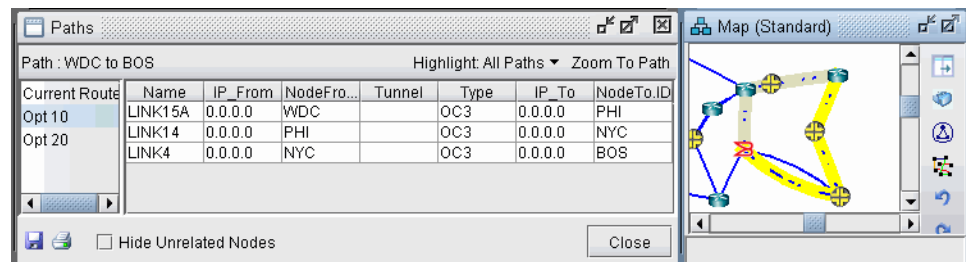 Paths
Path : WDC to BOS
Highlight: All Paths Zoom To Path
Current Route
Opt 10
Opt 20
Name IP_From NodeFro... Tunnel Type IP_To NodeTo.ID
LINK15A 0.0.0.0 WDC OC3 0.0.0.0 PHI
LINK14 0.0.0.0 PHI OC3 0.0.0.0 NYC
LINK4 0.0.0.0 NYC OC3 0.0.0.0 BOS
Hide Unrelated Nodes
Close
Map (Standard)